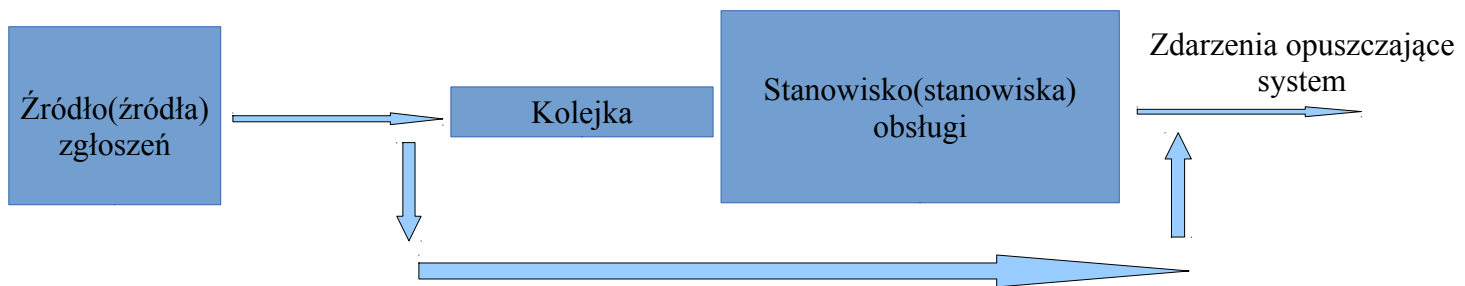 Źródło(źródła)
zgłoszeń
Kolejka
Stanowisko(stanowiska)
obsługi
Zdarzenia opuszczające
system